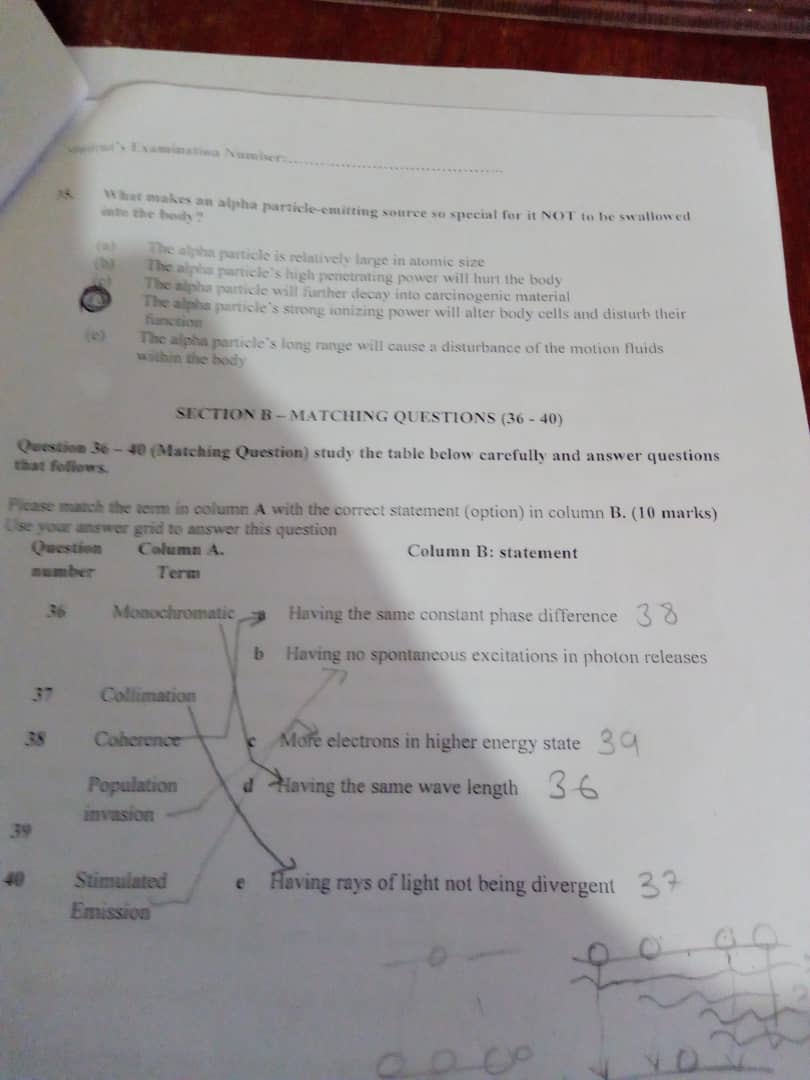 Student's Examination Number:..............................................
35. What makes an alpha particle-emitting source so special for it NOT to be swallowed
into the body?
(a) The alpha particle is relatively large in atomic size
(b) The alpha particle's high penetrating power will hurt the body
(c) The alpha particle will further decay into carcinogenic material
(d) The alpha particle's strong ionizing power will alter body cells and disturb their
function
(e) The alpha particle's long range will cause a disturbance of the motion fluids
within the body
SECTION B – MATCHING QUESTIONS (36 - 40)
Question 36 – 40 (Matching Question) study the table below carefully and answer questions
that follows.
Please match the term in column A with the correct statement (option) in column B. (10 marks)
Use your answer grid to answer this question
Question Column A. Column B: statement
number Term
36 Monochromatic a Having the same constant phase difference 38
b Having no spontaneous excitations in photon releases
37 Collimation
38 Coherence c More electrons in higher energy state 39
Population d Having the same wave length 36
invasion
39
40 Stimulated e Having rays of light not being divergent 37
Emission